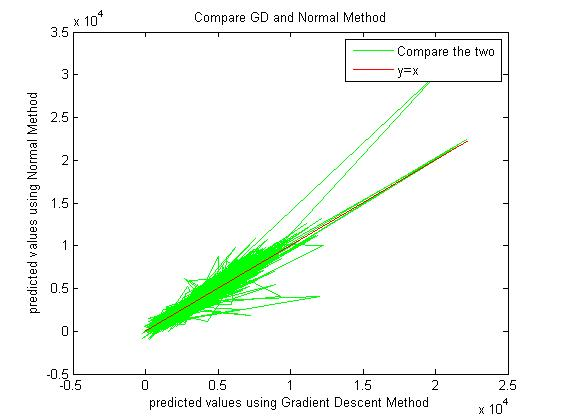 Compare GD and Normal Method
x 10^4
3.5
3
2.5
2
1.5
1
0.5
0
-0.5
predicted values using Normal Method
Compare the two
y=x
-0.5
0
0.5
1
1.5
2
2.5
x 10^4
predicted values using Gradient Descent Method